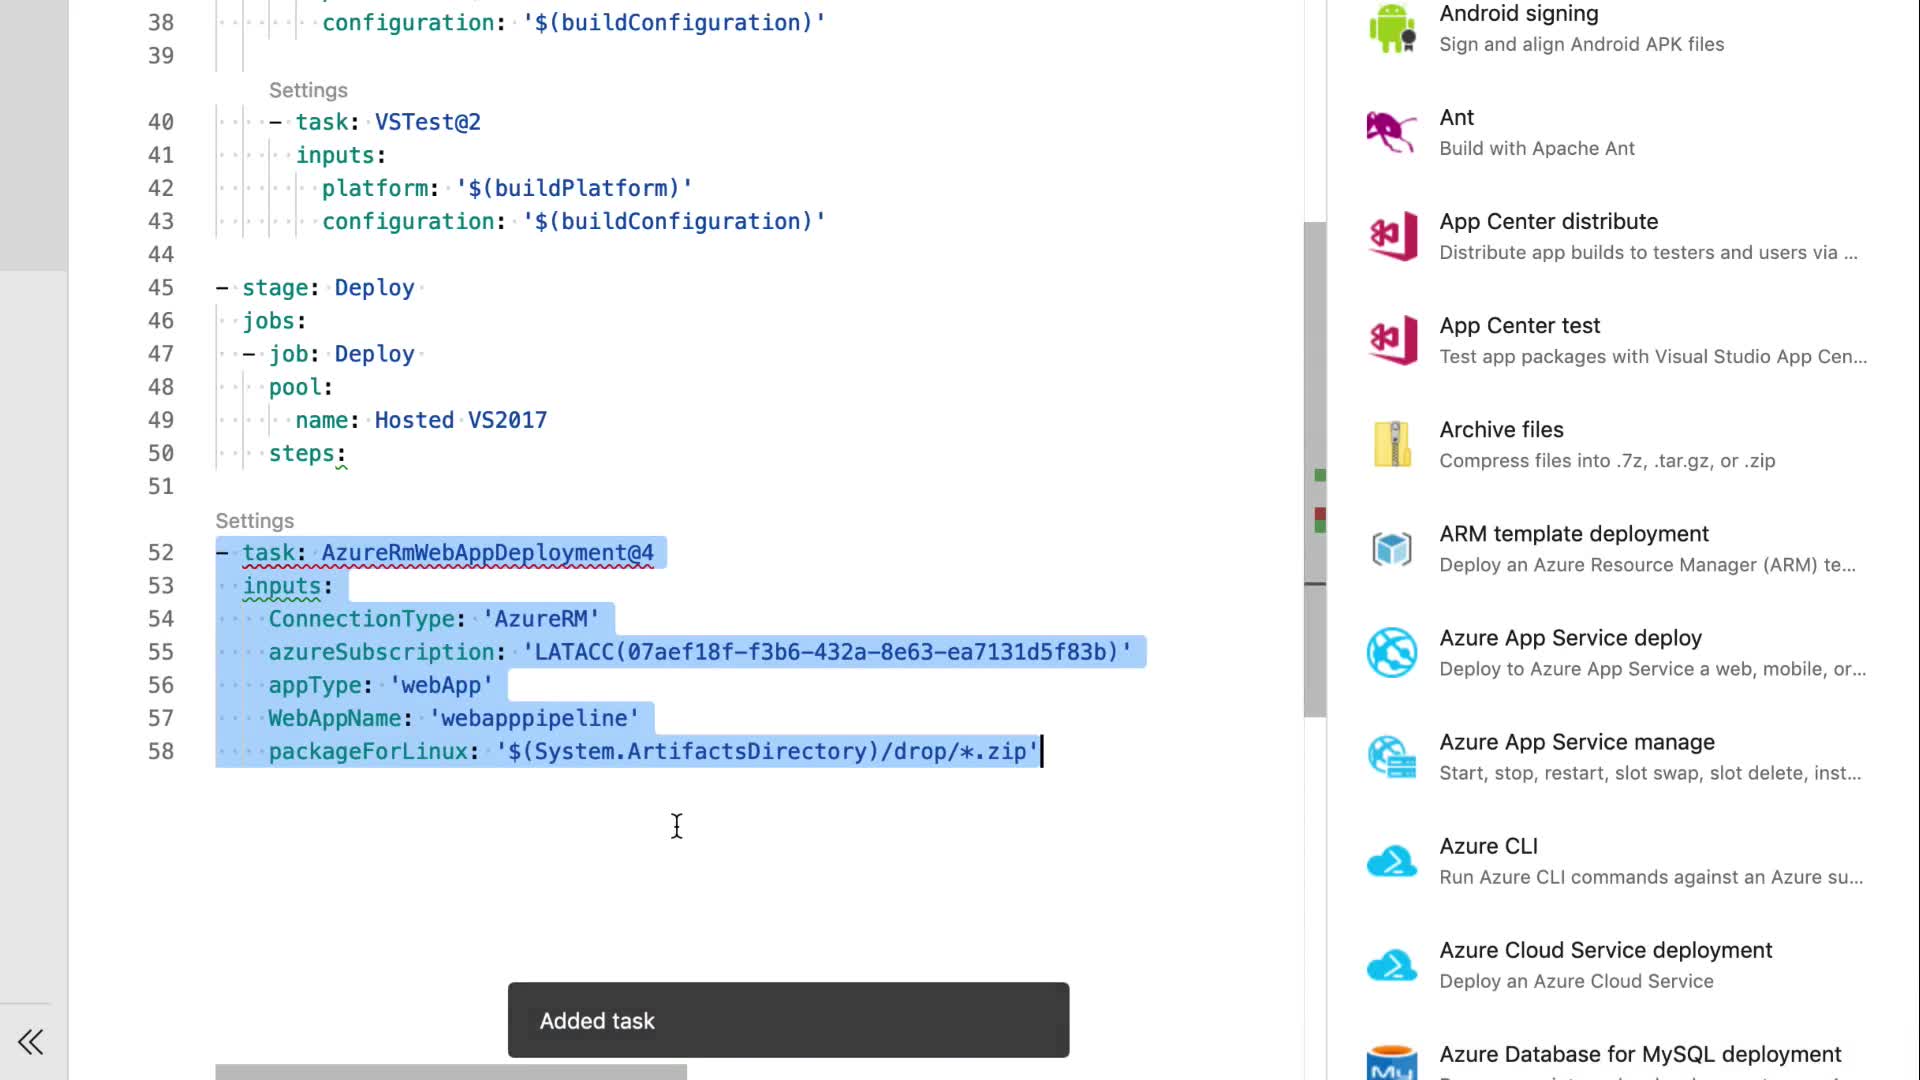 38 configuration: '$(buildConfiguration)'
39
Settings
40 - task: VSTest@2
41 inputs:
42 platform: '$(buildPlatform)'
43 configuration: '$(buildConfiguration)'
44
45 - stage: Deploy
46 jobs:
47 - job: Deploy
48 pool:
49 name: Hosted VS2017
50 steps:
51
Settings
52 - task: AzureRmWebAppDeployment@4
53 inputs:
54 ConnectionType: 'AzureRM'
55 azureSubscription: 'LATACC(07aef18f-f3b6-432a-8e63-ea7131d5f83b)'
56 appType: 'webApp'
57 WebAppName: 'webapppipeline'
58 packageForLinux: '$(System.ArtifactsDirectory)/drop/*.zip'
Added task
Android signing
Sign and align Android APK files
Ant
Build with Apache Ant
App Center distribute
Distribute app builds to testers and users via ...
App Center test
Test app packages with Visual Studio App Cen...
Archive files
Compress files into .7z, .tar.gz, or .zip
ARM template deployment
Deploy an Azure Resource Manager (ARM) te...
Azure App Service deploy
Deploy to Azure App Service a web, mobile, or...
Azure App Service manage
Start, stop, restart, slot swap, slot delete, inst...
Azure CLI
Run Azure CLI commands against an Azure su...
Azure Cloud Service deployment
Deploy an Azure Cloud Service
My
Azure Database for MySQL deployment